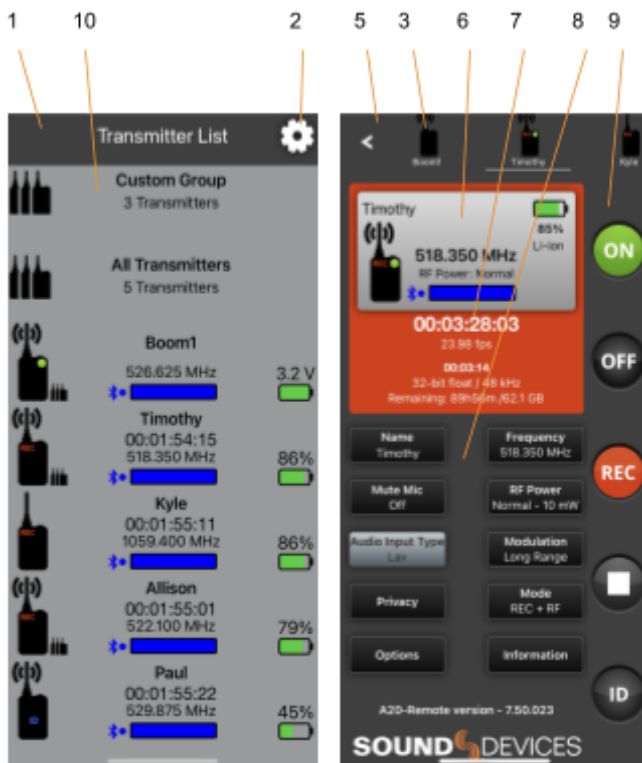 1 10 2 5 3 6 7 8 9
Transmitter List
Custom Group
3 Transmitters
All Transmitters
5 Transmitters
Boom1
526.625 MHz 3.2 V
Timothy
00:01:54:15
518.350 MHz 86%
REC
Kyle
00:01:55:11
1059.400 MHz 86%
REC
Allison
00:01:55:01
522.100 MHz 79%
REC
Paul
00:01:55:22
529.875 MHz 45%
ID
<
Boom1 Timothy Kyle
Timothy
85%
Li-ion
518.350 MHz
REC
RF Power: Normal
00:03:28:03
23.98 fps
00:03:14
32-bit float / 48 kHz
Remaining: 89h56m /62.1 GB
Name
Timothy
Frequency
518.350 MHz
Mute Mic
Off
RF Power
Normal - 10 mW
Audio Input Type
Lav
Modulation
Long Range
Privacy
Mode
REC + RF
Options
Information
A20-Remote version - 7.50.023
SOUND DEVICES
ON
OFF
REC
ID